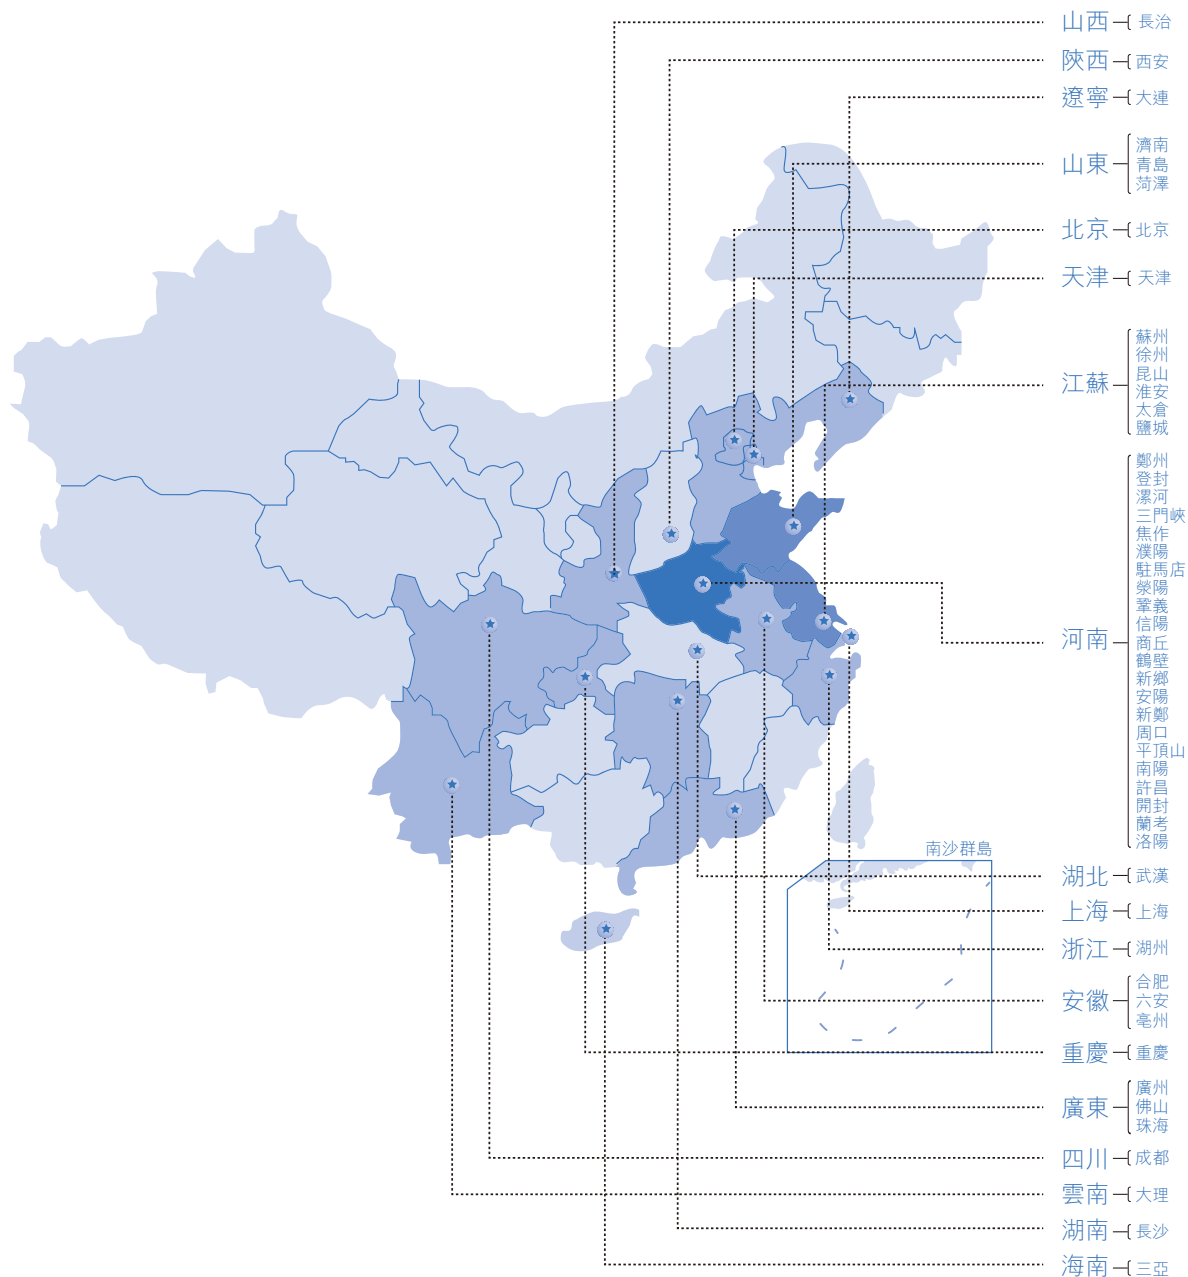 山西
長治
陝西
西安
遼寧
大連
山東
濟南
青島
菏澤
北京
北京
天津
天津
江蘇
蘇州
徐州
昆山
淮安
太倉
鹽城
河南
鄭州
登封
漯河
三門峽
焦作
濮陽
駐馬店
滎陽
鞏義
信陽
商丘
鶴壁
新鄉
安陽
新鄭
周口
平頂山
南陽
許昌
開封
蘭考
洛陽
南沙群島
湖北
武漢
上海
上海
浙江
湖州
安徽
合肥
六安
亳州
重慶
重慶
廣東
廣州
佛山
珠海
四川
成都
雲南
大理
湖南
長沙
海南
三亞